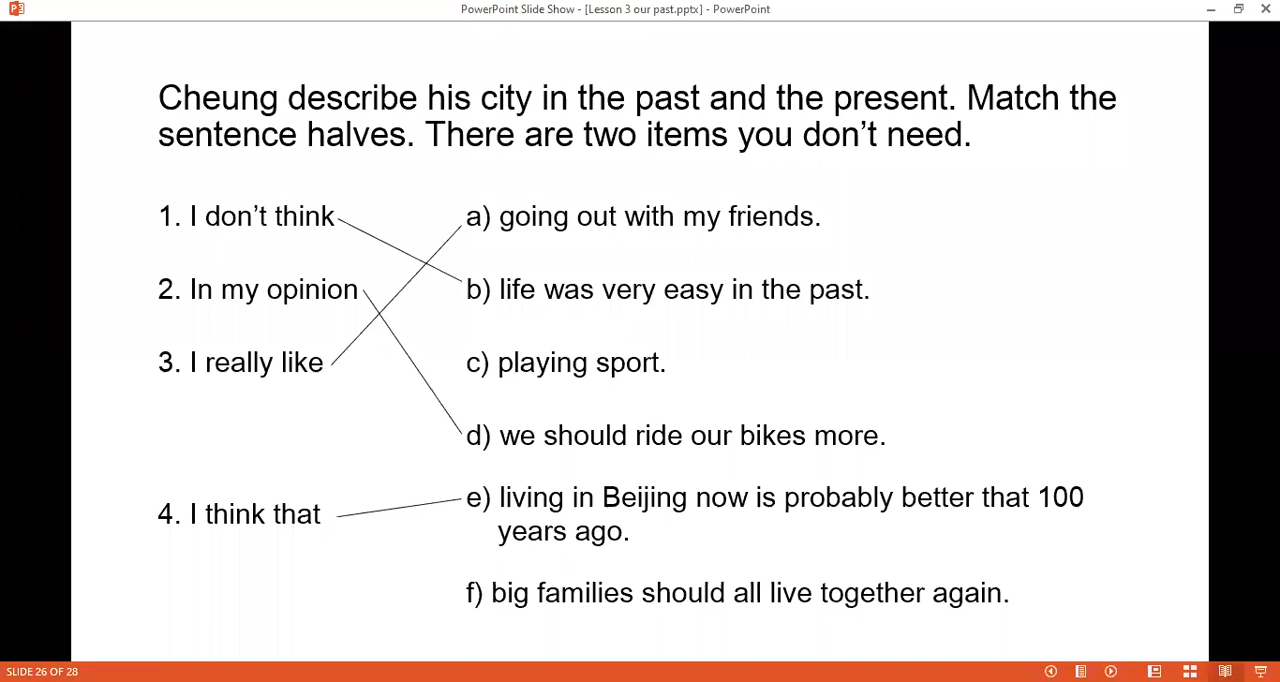 PowerPoint Slide Show - [Lesson 3 our past.pptx] - PowerPoint
Cheung describe his city in the past and the present. Match the
sentence halves. There are two items you don't need.
1. I don't think
a) going out with my friends.
2. In my opinion
b) life was very easy in the past.
3. I really like
c) playing sport.
d) we should ride our bikes more.
4. I think that
e) living in Beijing now is probably better that 100
years ago.
f) big families should all live together again.
SLIDE 26 OF 28